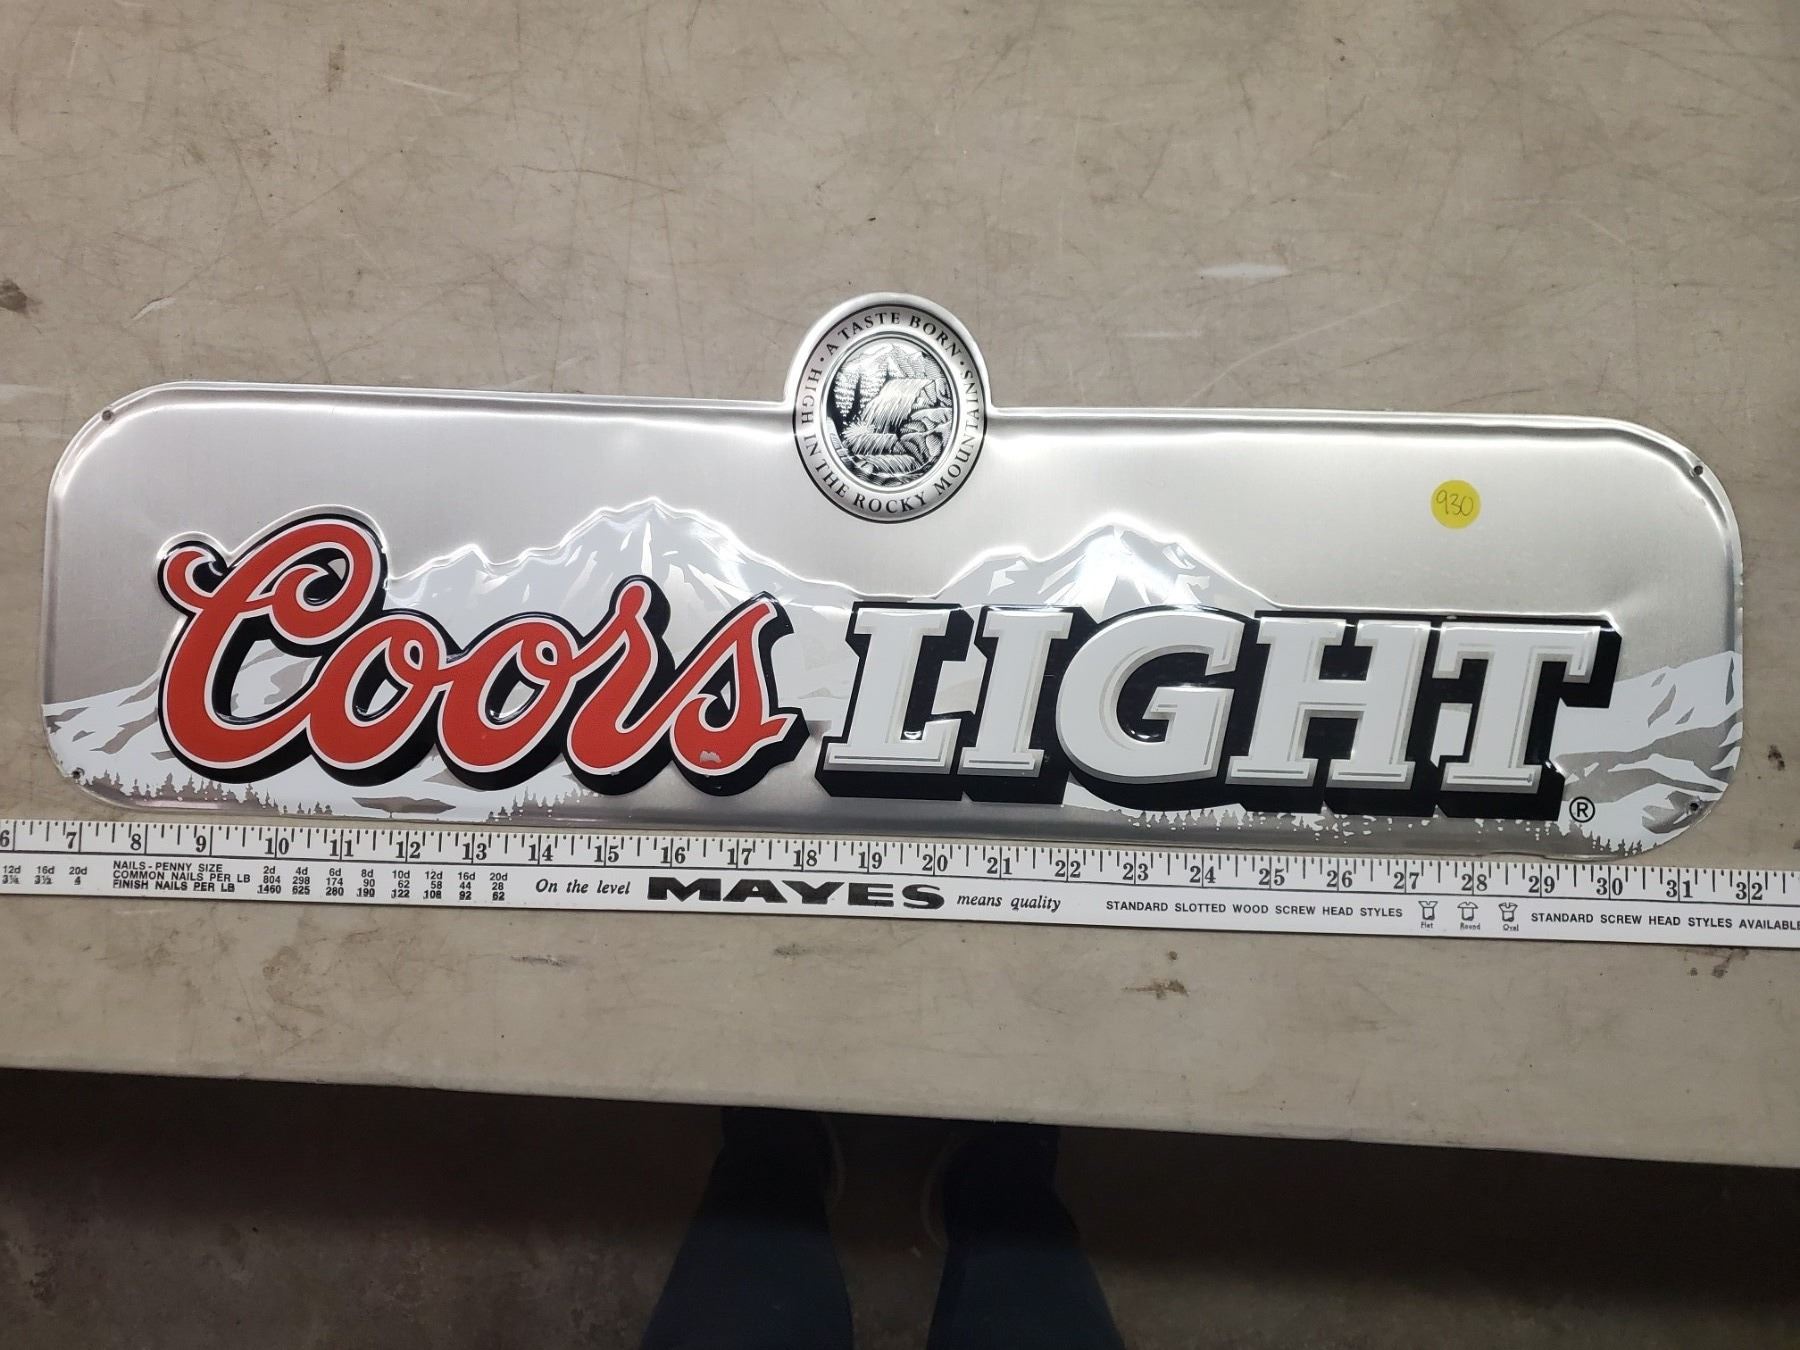 HIGH · A TASTE BORN · IN THE ROCKY MOUNTAINS
930
Coors LIGHT ®
6 7 8 9 10 11 12 13 14 15 16 17 18 19 20 21 22 23 24 25 26 27 28 29 30 31 32
12d 16d 20d NAILS - PENNY SIZE 2d 4d 6d 8d 10d 12d 16d 20d
3¼ 3½ 4 COMMON NAILS PER LB 804 298 174 90 62 58 44 28
FINISH NAILS PER LB 1460 625 280 190 122 108 92 62
On the level MAYES means quality
STANDARD SLOTTED WOOD SCREW HEAD STYLES Flat Round Oval STANDARD SCREW HEAD STYLES AVAILABLE